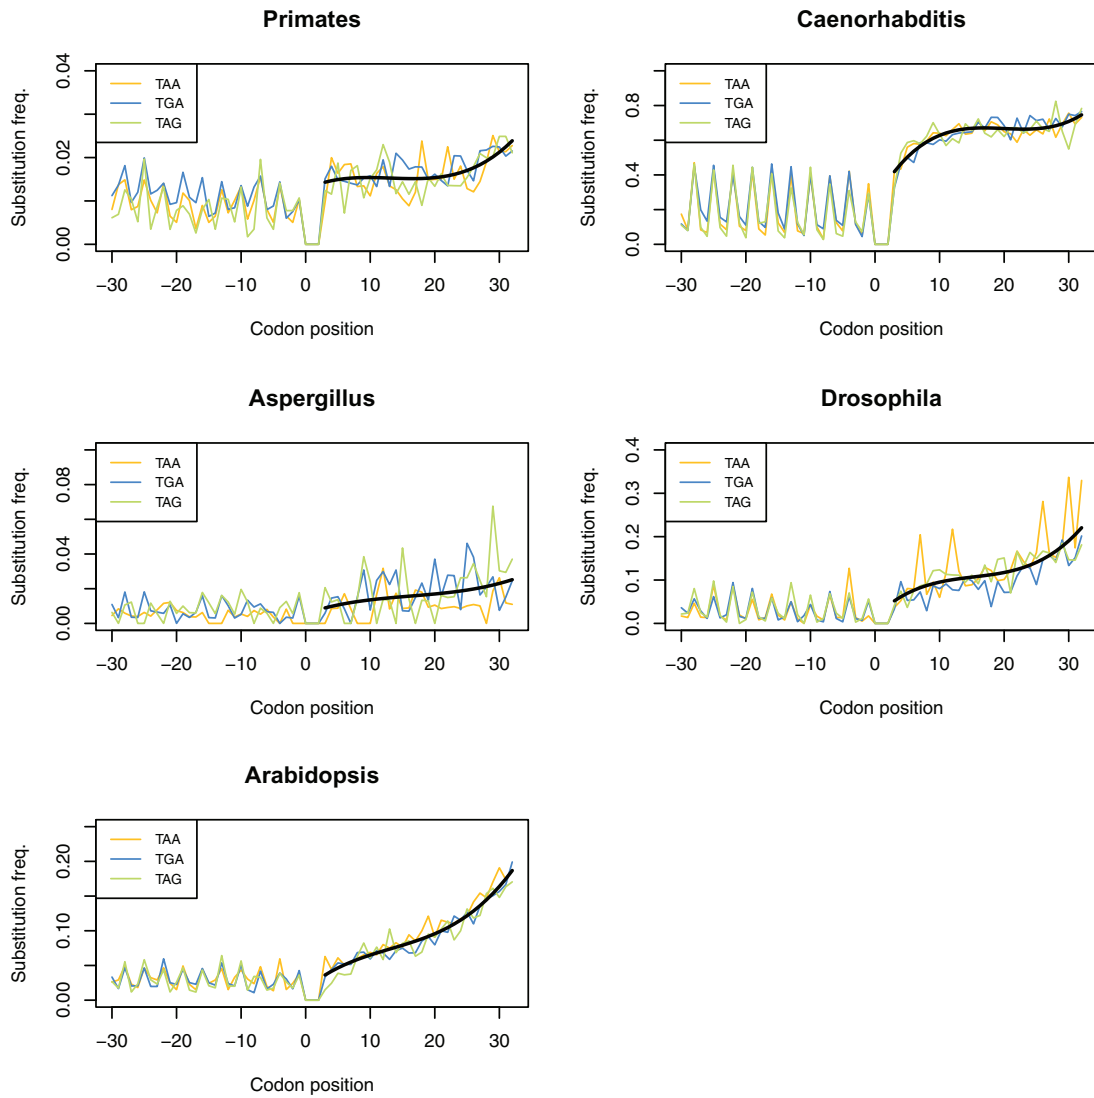 Primates
Substitution freq.
0.00 0.02 0.04
TAA
TGA
TAG
−30 −20 −10 0 10 20 30
Codon position
Caenorhabditis
Substitution freq.
0.0 0.4 0.8
TAA
TGA
TAG
−30 −20 −10 0 10 20 30
Codon position
Aspergillus
Substitution freq.
0.00 0.04 0.08
TAA
TGA
TAG
−30 −20 −10 0 10 20 30
Codon position
Drosophila
Substitution freq.
0.0 0.1 0.2 0.3 0.4
TAA
TGA
TAG
−30 −20 −10 0 10 20 30
Codon position
Arabidopsis
Substitution freq.
0.00 0.10 0.20
TAA
TGA
TAG
−30 −20 −10 0 10 20 30
Codon position